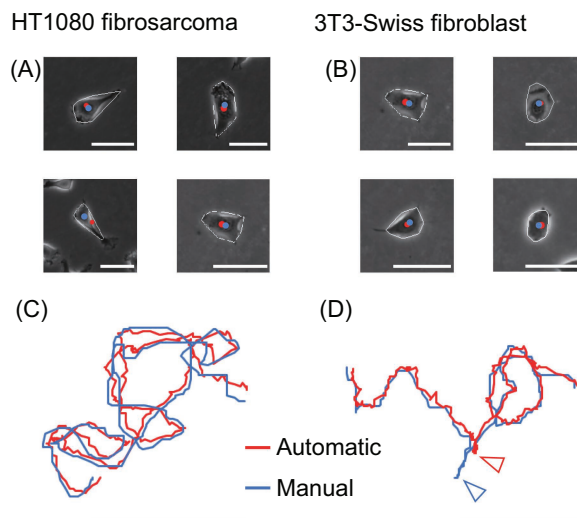 HT1080 fibrosarcoma
3T3-Swiss fibroblast
(A)
(B)
(C)
(D)
Automatic
Manual